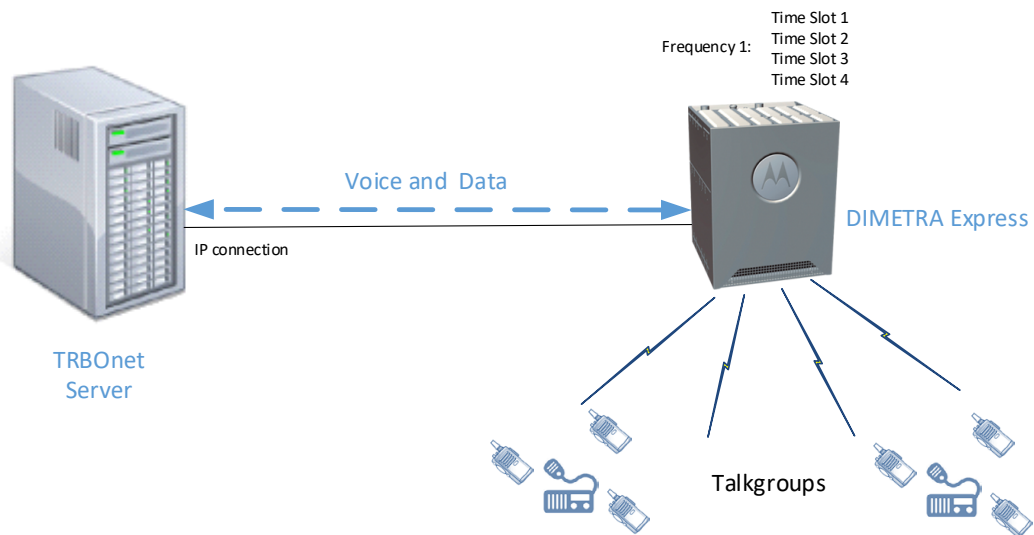 Time Slot 1
Time Slot 2
Frequency 1:
Time Slot 3
Time Slot 4
Voice and Data
DIMETRA Express
IP connection
TRBOnet
Server
Talkgroups